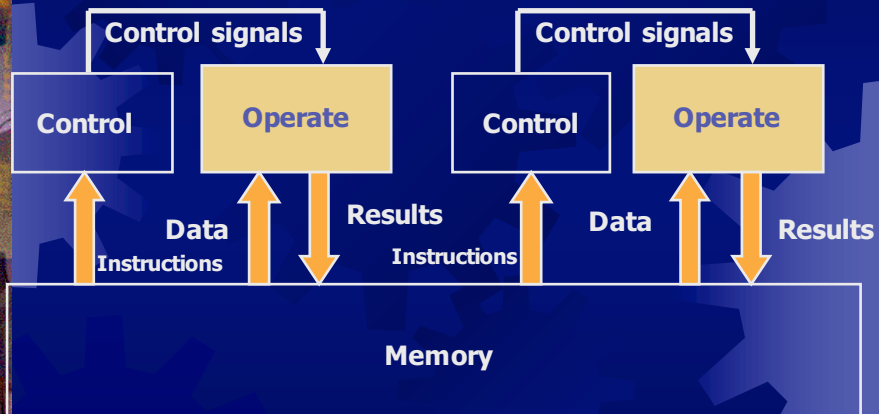 Control signals
Control signals
Control
Operate
Control
Operate
Data
Results
Data
Results
Instructions
Instructions
Memory